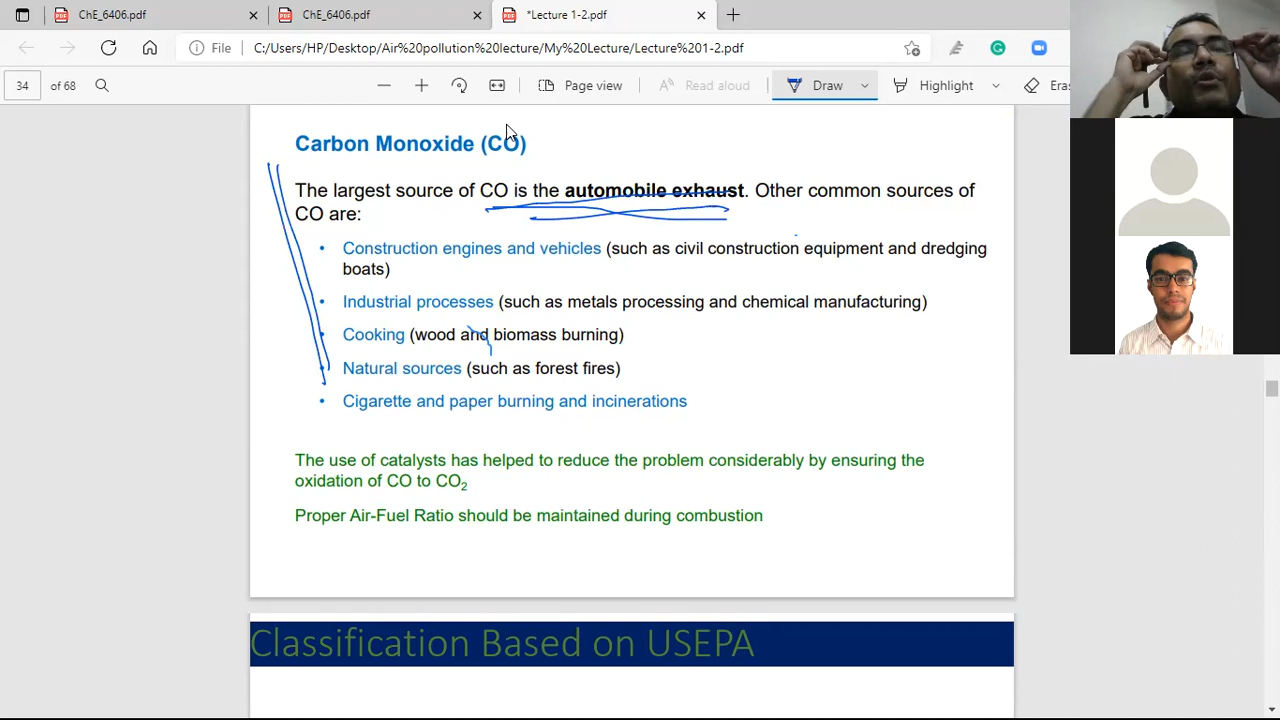 ChE_6406.pdf
ChE_6406.pdf
*Lecture 1-2.pdf
File
C:/Users/HP/Desktop/Air%20pollution%20lecture/My%20Lecture/Lecture%201-2.pdf
34 of 68
Page view
Read aloud
Draw
Highlight
Eras
Carbon Monoxide (CO)
The largest source of CO is the automobile exhaust. Other common sources of
CO are:
• Construction engines and vehicles (such as civil construction equipment and dredging
boats)
• Industrial processes (such as metals processing and chemical manufacturing)
• Cooking (wood and biomass burning)
• Natural sources (such as forest fires)
• Cigarette and paper burning and incinerations
The use of catalysts has helped to reduce the problem considerably by ensuring the
oxidation of CO to CO2
Proper Air-Fuel Ratio should be maintained during combustion
Classification Based on USEPA